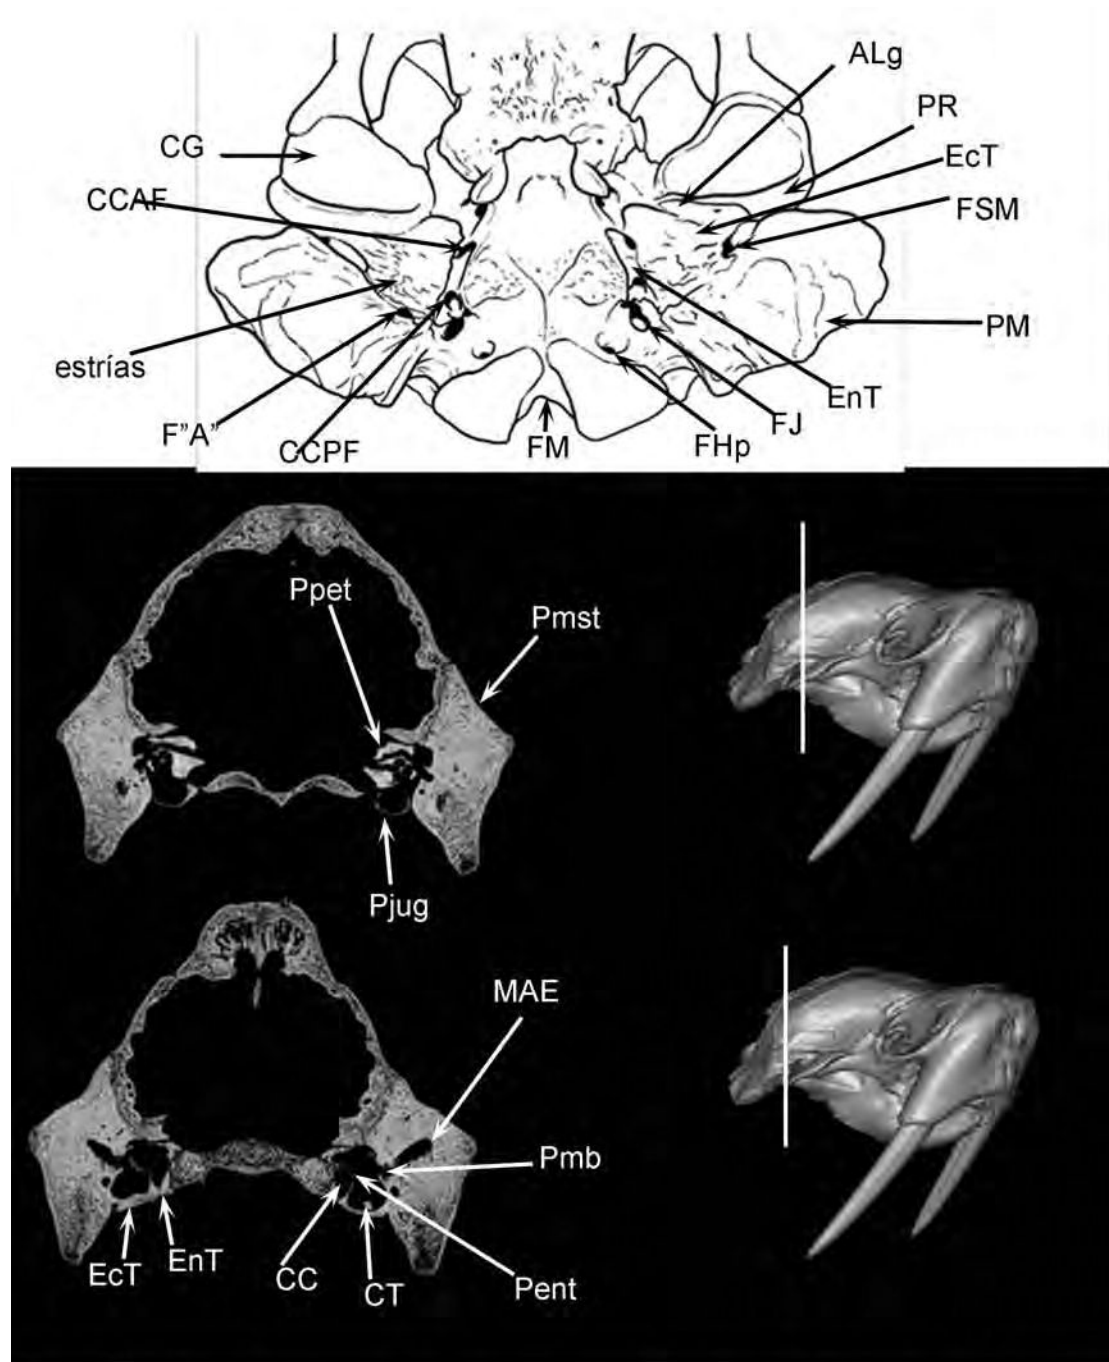 ALg
PR
CG
EcT
CCAF
FSM
PM
estrías
EnT
FJ
F"A"
FM
FHp
CCPF
Ppet
Pmst
Pjug
MAE
Pmb
EcT
EnT
CC
CT
Pent